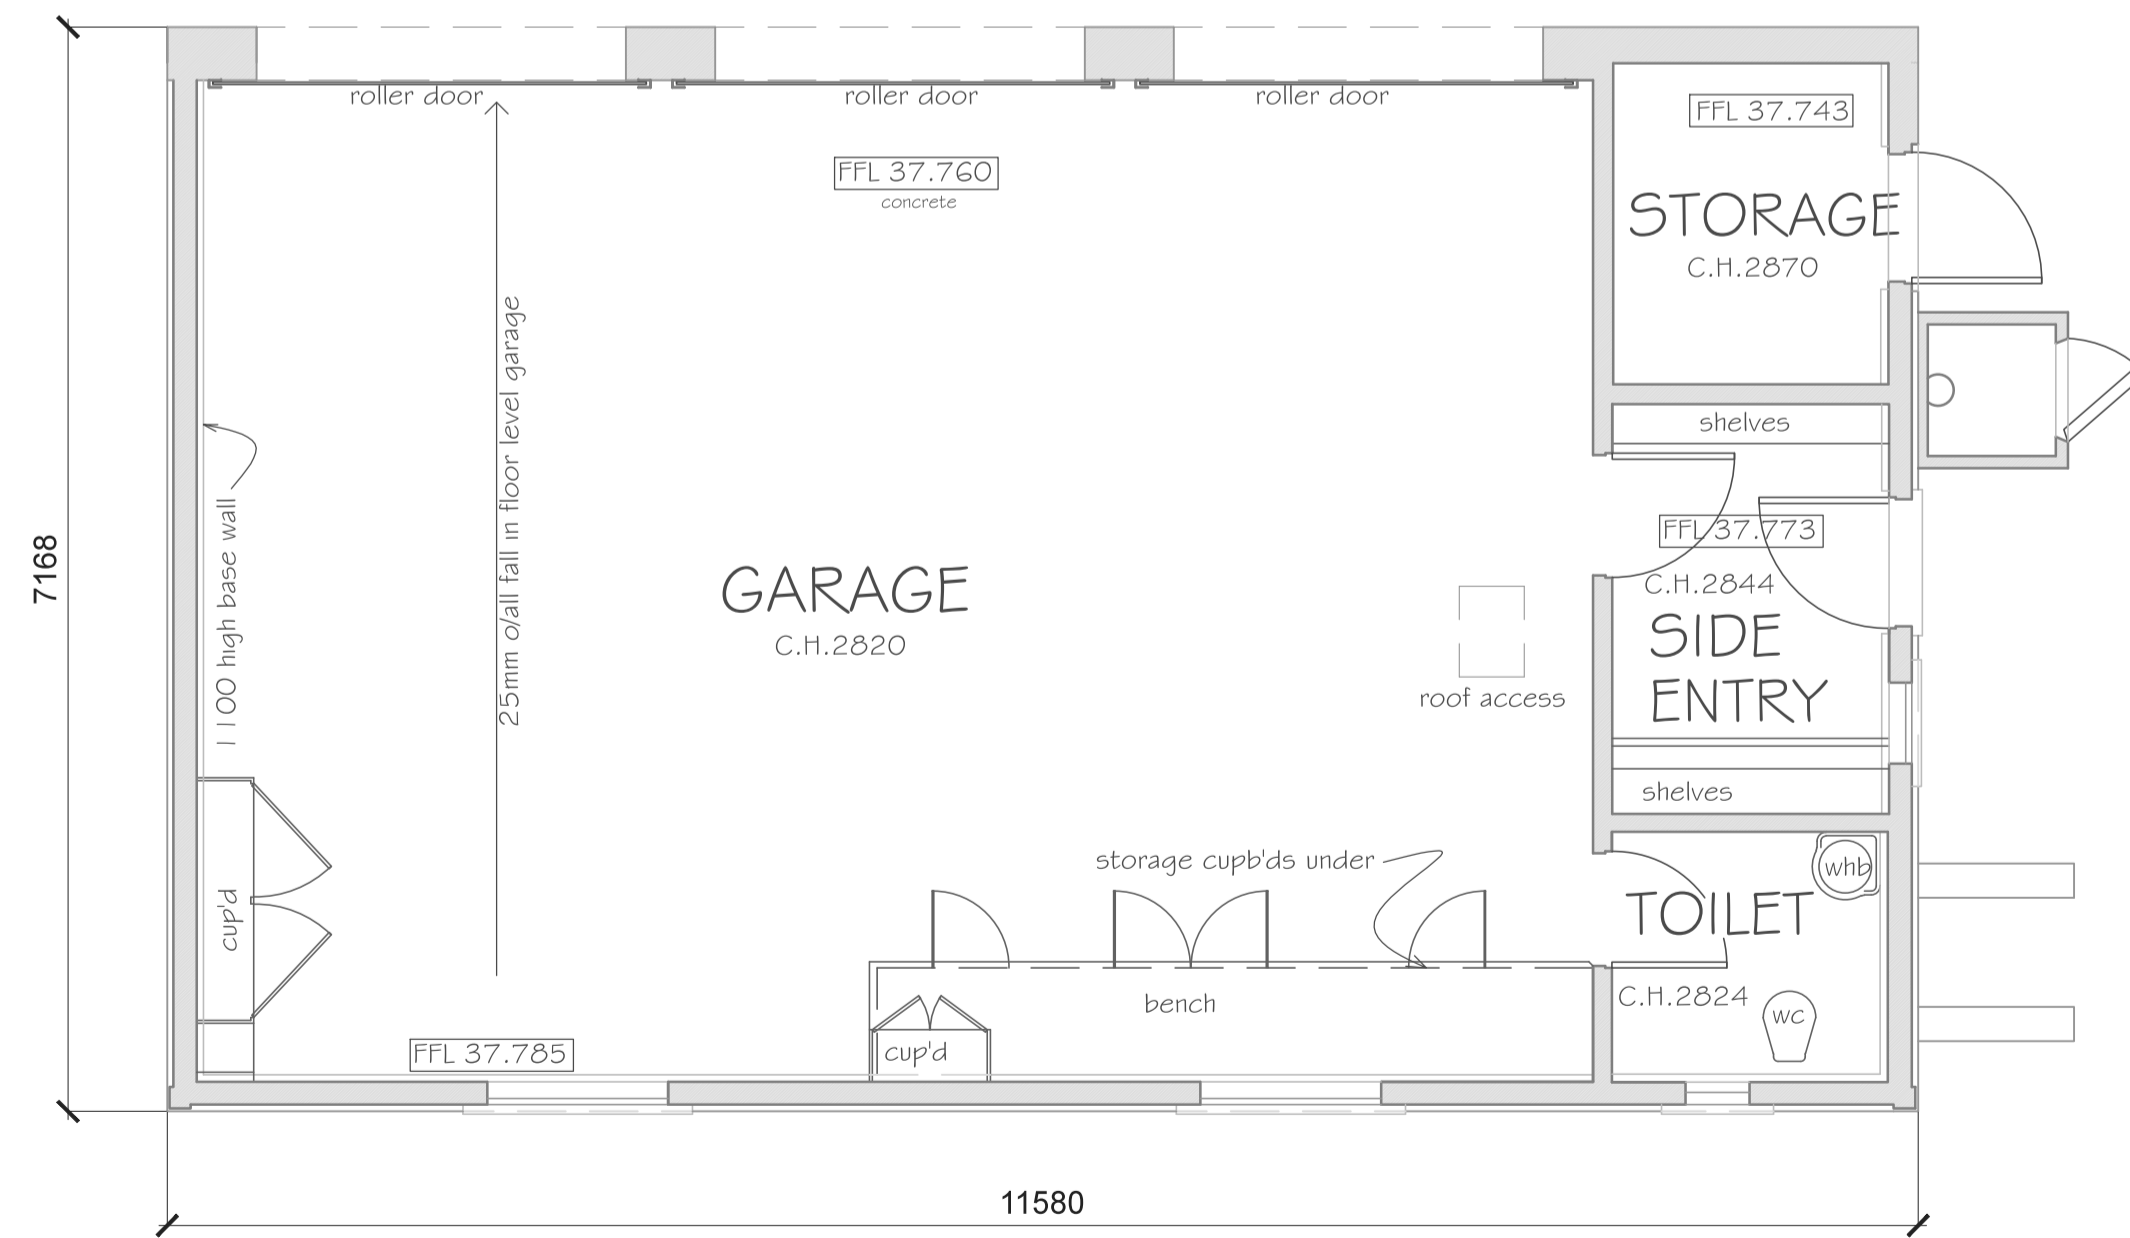 roller door
roller door
roller door
FFL 37.743
FFL 37.760
concrete
STORAGE
C.H.2870
25mm o/all fall in floor level garage
shelves
1100 high base wall
FFL 37.773
C.H.2844
SIDE
ENTRY
GARAGE
C.H.2820
7168
roof access
shelves
storage cupb'ds under
whb
TOILET
cup'd
C.H.2824
bench
wc
cup'd
FFL 37.785
11580